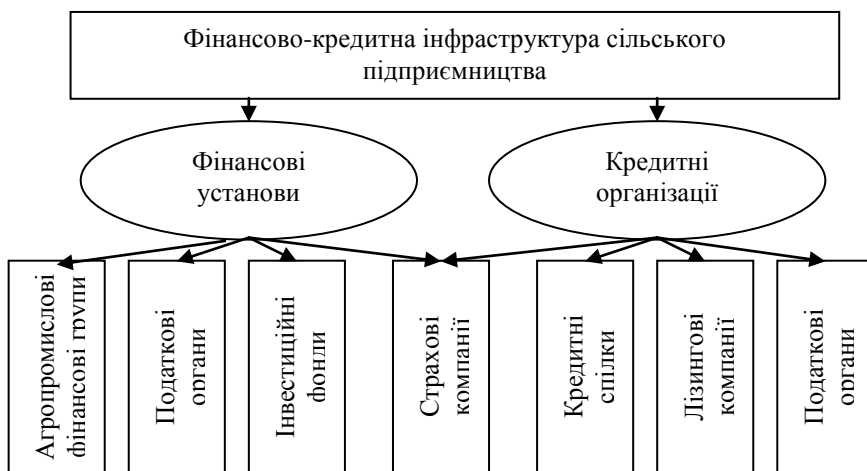 Фінансово-кредитна інфраструктура сільського
підприємництва
Фінансові
установи
Кредитні
організації
Агропромислові
фінансові групи
Податкові
органи
Інвестиційні
фонди
Страхові
компанії
Кредитні
спілки
Лізингові
компанії
Податкові
органи